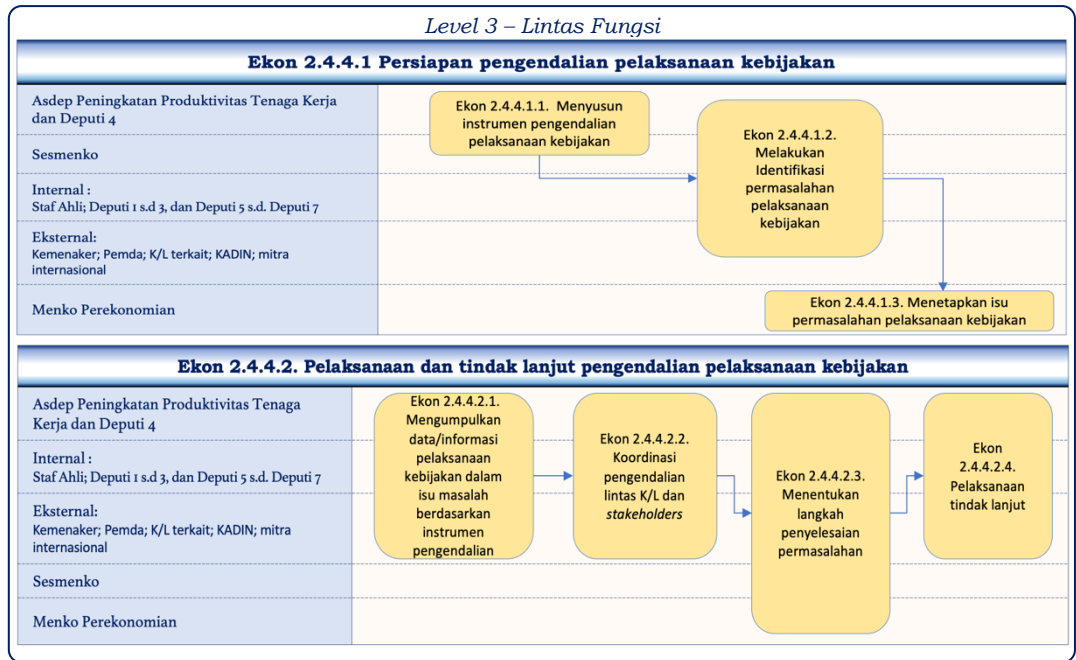 Level 3 – Lintas Fungsi
Ekon 2.4.4.1 Persiapan pengendalian pelaksanaan kebijakan
Asdep Peningkatan Produktivitas Tenaga Kerja
dan Deputi 4
Sesmenko
Internal :
Staf Ahli; Deputi 1 s.d 3, dan Deputi 5 s.d. Deputi 7
Eksternal:
Kemenaker; Pemda; K/L terkait; KADIN; mitra
internasional
Menko Perekonomian
Ekon 2.4.4.1.1. Menyusun
instrumen pengendalian
pelaksanaan kebijakan
Ekon 2.4.4.1.2.
Melakukan
Identifikasi
permasalahan
pelaksanaan
kebijakan
Ekon 2.4.4.1.3. Menetapkan isu
permasalahan pelaksanaan kebijakan
Ekon 2.4.4.2. Pelaksanaan dan tindak lanjut pengendalian pelaksanaan kebijakan
Asdep Peningkatan Produktivitas Tenaga
Kerja dan Deputi 4
Internal :
Staf Ahli; Deputi 1 s.d 3, dan Deputi 5 s.d. Deputi 7
Eksternal:
Kemenaker; Pemda; K/L terkait; KADIN; mitra
internasional
Sesmenko
Menko Perekonomian
Ekon 2.4.4.2.1.
Mengumpulkan
data/informasi
pelaksanaan
kebijakan dalam
isu masalah
berdasarkan
instrumen
pengendalian
Ekon 2.4.4.2.2.
Koordinasi
pengendalian
lintas K/L dan
stakeholders
Ekon 2.4.4.2.3.
Menentukan
langkah
penyelesaian
permasalahan
Ekon
2.4.4.2.4.
Pelaksanaan
tindak lanjut